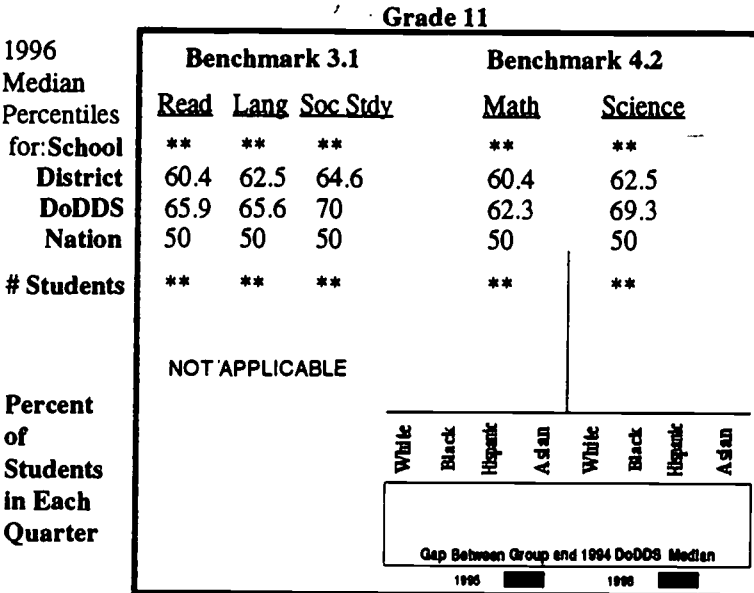 Grade 11
1996
Median
Percentiles
for:
Benchmark 3.1 Benchmark 4.2
Read Lang Soc Stdy Math Science
School ** ** ** ** **
District 60.4 62.5 64.6 60.4 62.5
DoDDS 65.9 65.6 70 62.3 69.3
Nation 50 50 50 50 50
# Students ** ** ** ** **
NOT APPLICABLE
Percent
of
Students
in Each
Quarter
White Black Hispanic Asian White Black Hispanic Asian
Gap Between Group and 1994 DoDDS Median
1995 1996